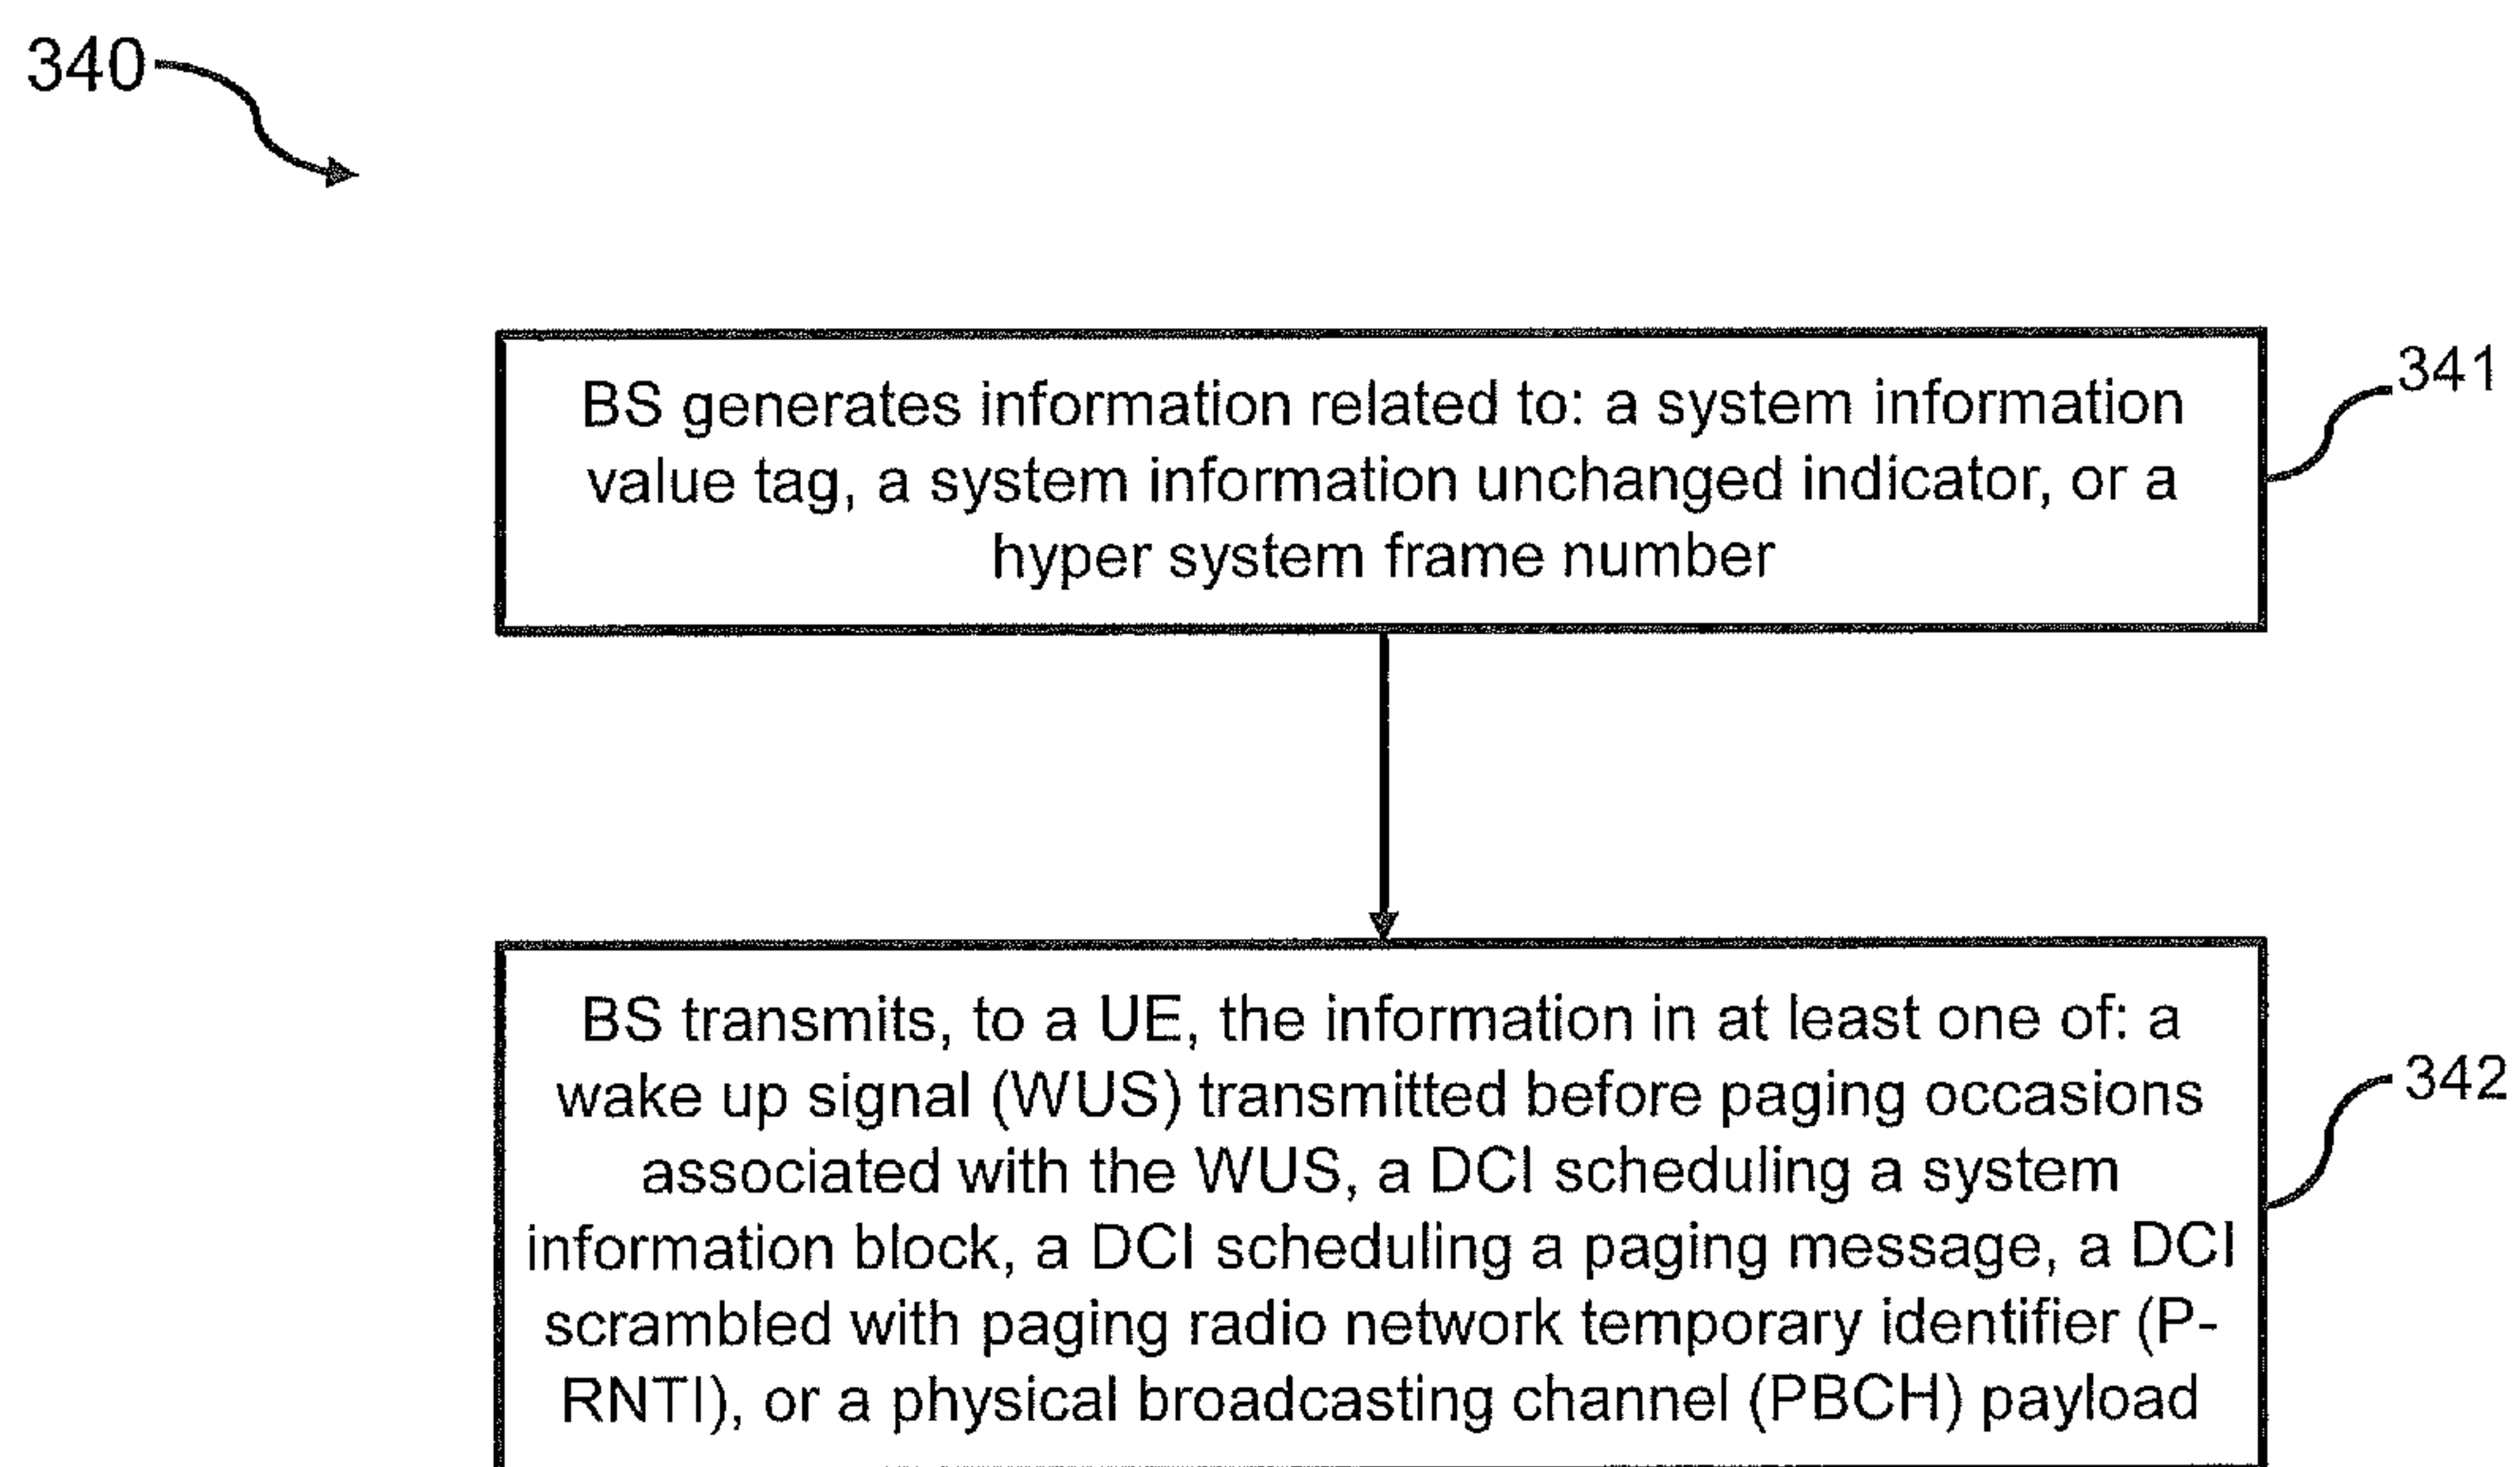 340
BS generates information related to: a system information
value tag, a system information unchanged indicator, or a
hyper system frame number
341
BS transmits, to a UE, the information in at least one of: a
wake up signal (WUS) transmitted before paging occasions
associated with the WUS, a DCI scheduling a system
information block, a DCI scheduling a paging message, a DCI
scrambled with paging radio network temporary identifier (P-
RNTI), or a physical broadcasting channel (PBCH) payload
342